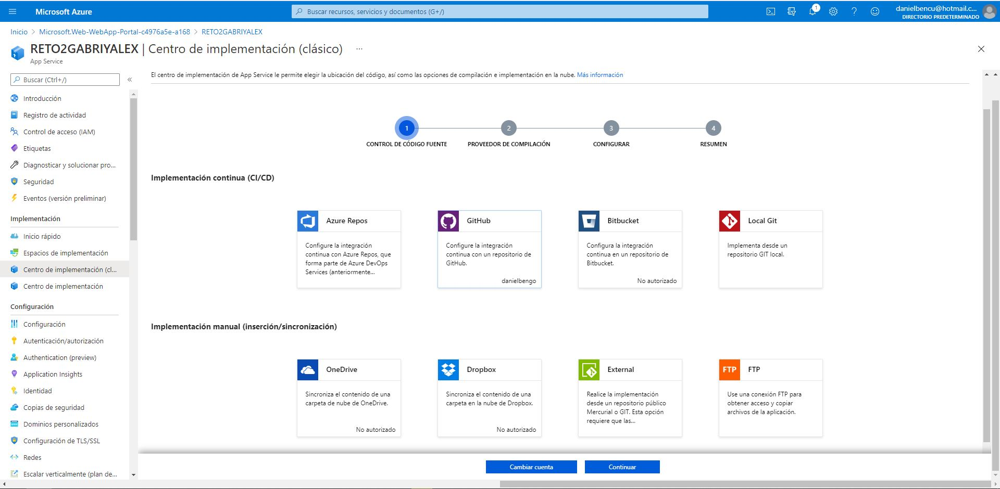 Microsoft Azure
Buscar recursos, servicios y documentos (G+/)
1
danielbencu@hotmail.c...
DIRECTORIO PREDETERMINADO
Inicio > Microsoft.Web-WebApp-Portal-c4976a5e-a168 > RETO2GABRIYALEX
RETO2GABRIYALEX | Centro de implementación (clásico) ...
App Service
Buscar (Ctrl+/)
«
Introducción
Registro de actividad
Control de acceso (IAM)
Etiquetas
Diagnosticar y solucionar pro...
Seguridad
Eventos (versión preliminar)
Implementación
Inicio rápido
Espacios de implementación
Centro de implementación (cl...
Centro de implementación
Configuración
Configuración
Autenticación/autorización
Authentication (preview)
Application Insights
Identidad
Copias de seguridad
Dominios personalizados
Configuración de TLS/SSL
Redes
Escalar verticalmente (plan de...
El centro de implementación de App Service le permite elegir la ubicación del código, así como las opciones de compilación e implementación en la nube. Más información
1
2
3
4
CONTROL DE CÓDIGO FUENTE
PROVEEDOR DE COMPILACIÓN
CONFIGURAR
RESUMEN
Implementación continua (CI/CD)
Azure Repos
Configure la integración
continua con Azure Repos, que
forma parte de Azure DevOps
Services (anteriormente...
GitHub
Configure la integración
continua con un repositorio de
GitHub.
danielbengo
Bitbucket
Configura la integración
continua en un repositorio de
Bitbucket.
No autorizado
Local Git
Implementa desde un
repositorio GIT local.
Implementación manual (inserción/sincronización)
OneDrive
Sincroniza el contenido de una
carpeta de nube de OneDrive.
No autorizado
Dropbox
Sincroniza el contenido de una
carpeta en la nube de Dropbox.
No autorizado
External
Realice la implementación
desde un repositorio público
Mercurial o GIT. Esta opción
requiere que las...
FTP
FTP
Use una conexión FTP para
obtener acceso y copiar
archivos de la aplicación.
Cambiar cuenta
Continuar